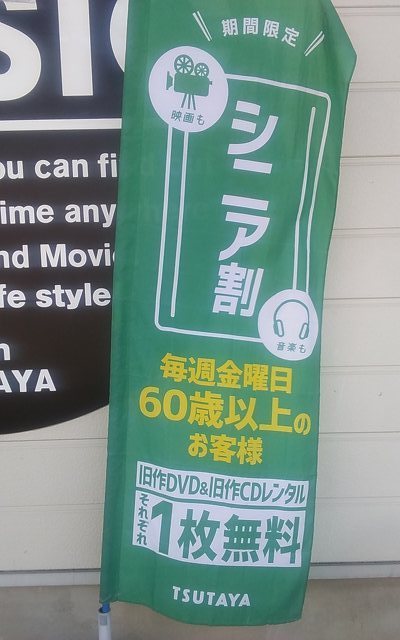 期間限定
映画も
シニア割
音楽も
毎週金曜日
60歳以上の
お客様
旧作DVD&旧作CDレンタル
それぞれ
1枚無料
TSUTAYA
ou can fi
ime any
nd Movi
fe style
n
AYA